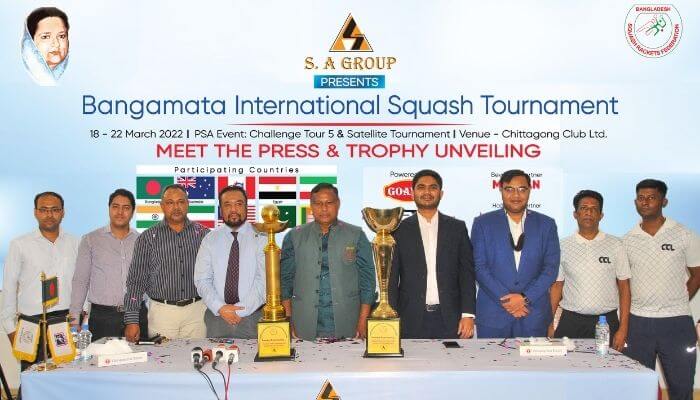 S. A GROUP
PRESENTS
BANGLADESH
SQUASH RACKETS FEDERATION
Bangamata International Squash Tournament
18 - 22 March 2022 | PSA Event: Challenge Tour 5 & Satellite Tournament | Venue - Chittagong Club Ltd.
MEET THE PRESS & TROPHY UNVEILING
Participating Countries
Egypt
CCL
CCL